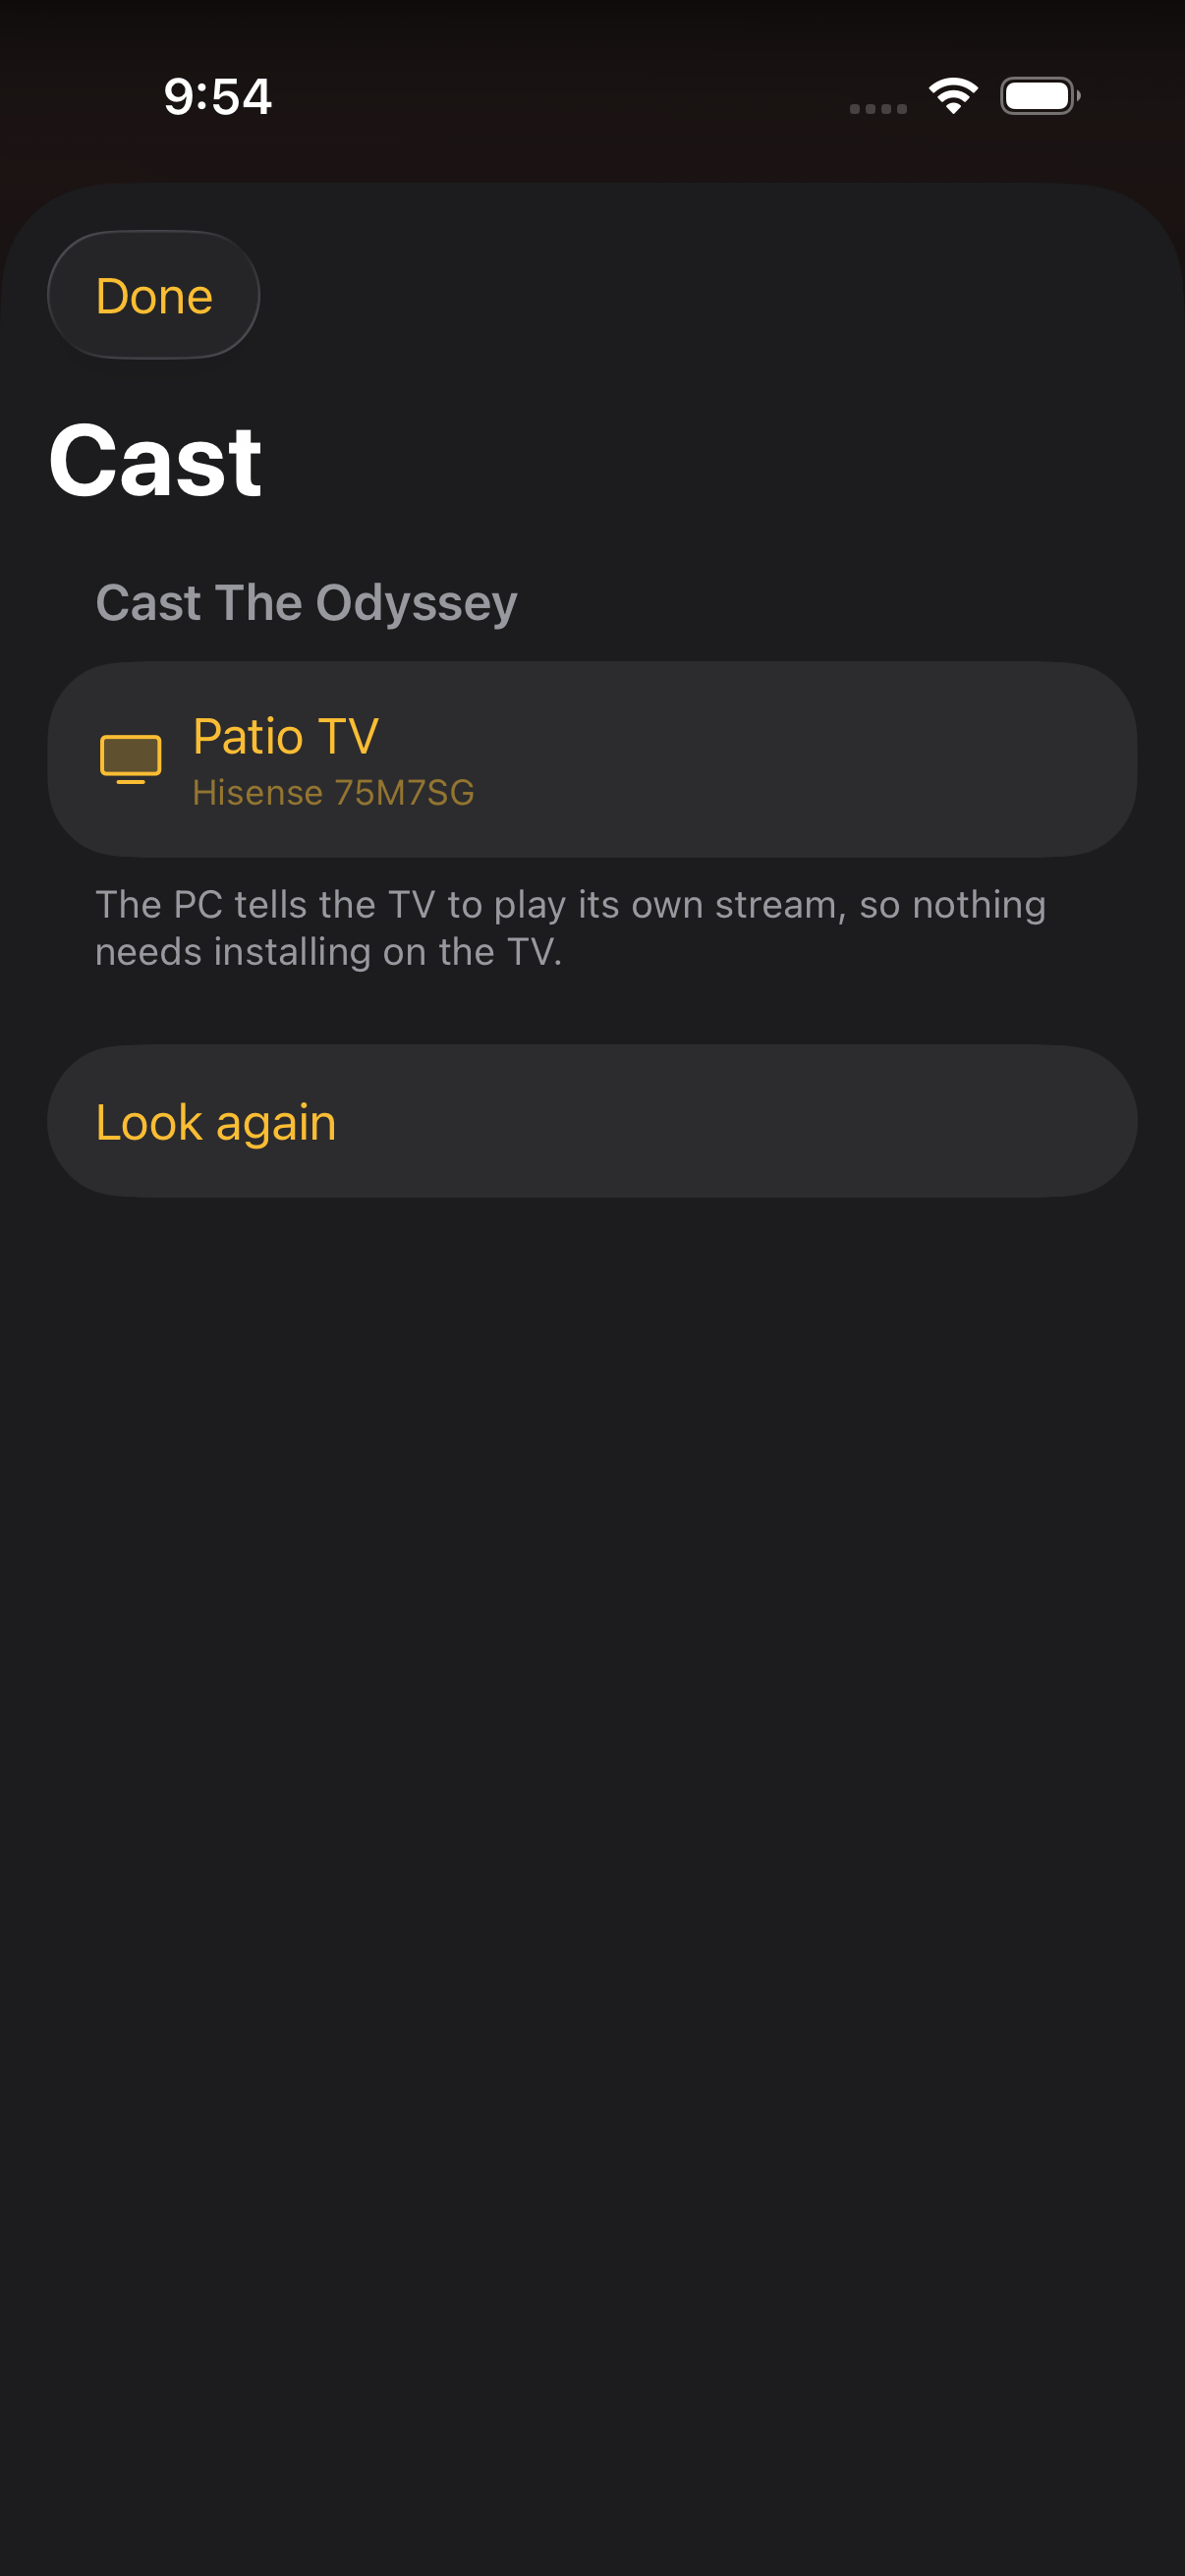 9:54
Done
Cast
Cast The Odyssey
Patio TV
Hisense 75M7SG
The PC tells the TV to play its own stream, so nothing
needs installing on the TV.
Look again